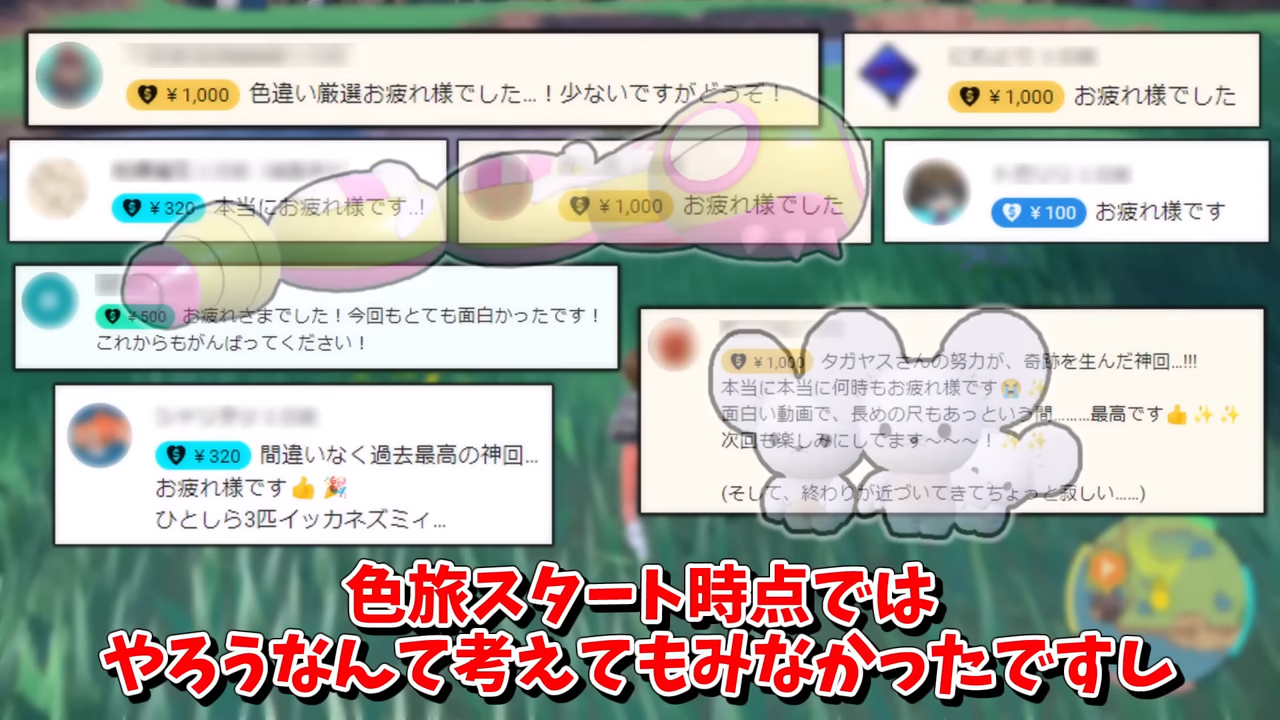 ¥1,000 色違い厳選お疲れ様でした...！少ないですがどうぞ！
¥1,000 お疲れ様でした
¥320 本当にお疲れ様です..!
¥1,000 お疲れ様でした
¥100 お疲れ様です
¥500 お疲れさまでした！今回もとても面白かったです！
これからもがんばってください！
¥1,000 タガヤスさんの努力が、奇跡を生んだ神回...!!!
本当に本当に何時もお疲れ様です😭✨
面白い動画で、長めの尺もあっという間………最高です👍✨✨
次回も楽しみにしてます～～～！✨✨
(そして、終わりが近づいてきてちょっと寂しい……)
¥320 間違いなく過去最高の神回...
お疲れ様です👍🎉
ひとしら3匹イッカネズミィ...
色旅スタート時点では
やろうなんて考えてもみなかったですし